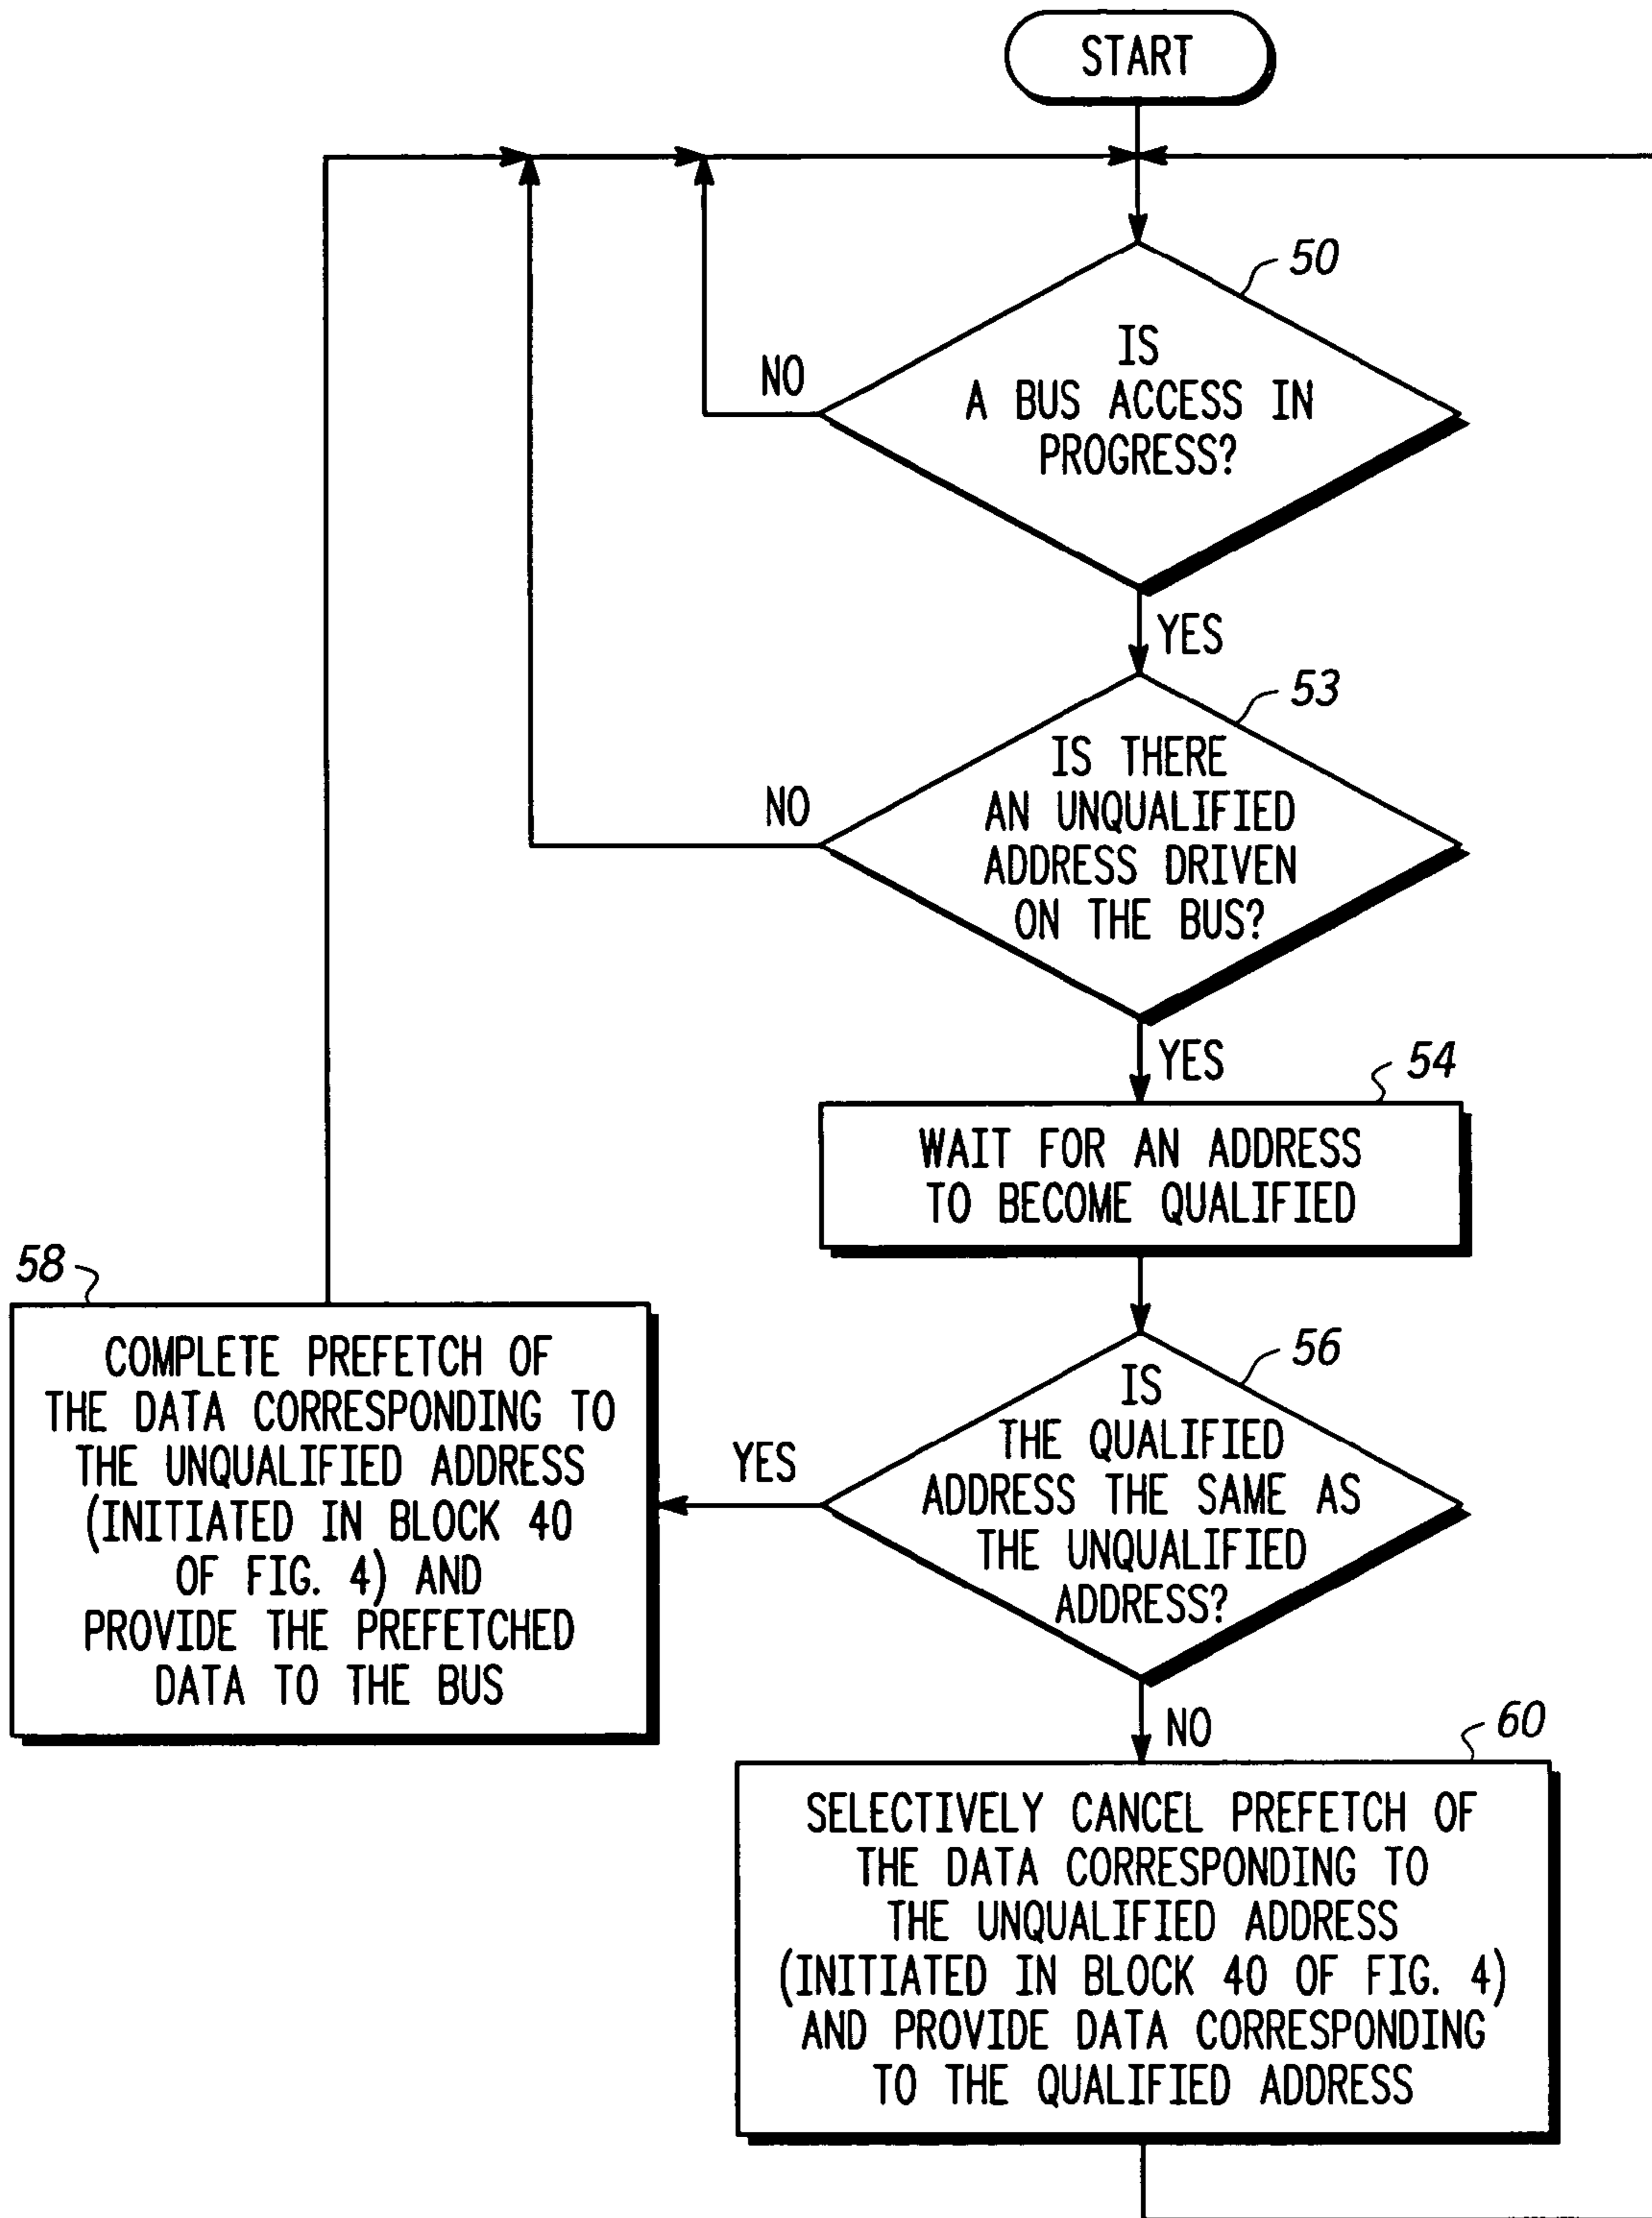 START
50
IS
A BUS ACCESS IN
PROGRESS?
NO
YES
53
IS THERE
AN UNQUALIFIED
ADDRESS DRIVEN
ON THE BUS?
NO
YES
54
WAIT FOR AN ADDRESS
TO BECOME QUALIFIED
56
IS
THE QUALIFIED
ADDRESS THE SAME AS
THE UNQUALIFIED
ADDRESS?
YES
58
COMPLETE PREFETCH OF
THE DATA CORRESPONDING TO
THE UNQUALIFIED ADDRESS
(INITIATED IN BLOCK 40
OF FIG. 4) AND
PROVIDE THE PREFETCHED
DATA TO THE BUS
NO
60
SELECTIVELY CANCEL PREFETCH OF
THE DATA CORRESPONDING TO
THE UNQUALIFIED ADDRESS
(INITIATED IN BLOCK 40 OF FIG. 4)
AND PROVIDE DATA CORRESPONDING
TO THE QUALIFIED ADDRESS